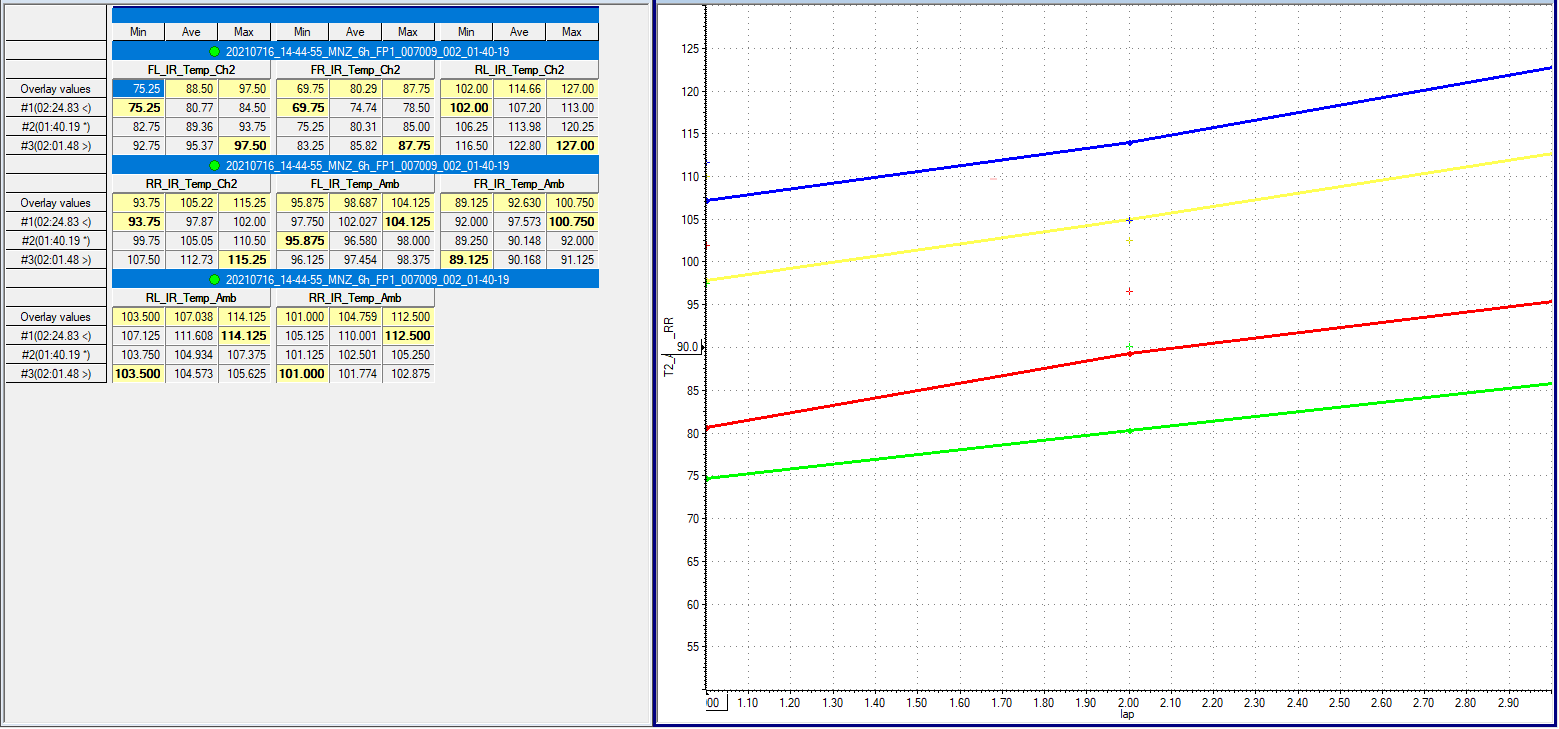 Min Ave Max Min Ave Max Min Ave Max
20210716_14-44-55_MNZ_6h_FP1_007009_002_01-40-19
FL_IR_Temp_Ch2 FR_IR_Temp_Ch2 RL_IR_Temp_Ch2
Overlay values 75.25 88.50 97.50 69.75 80.29 87.75 102.00 114.66 127.00
#1(02:24.83 <) 75.25 80.77 84.50 69.75 74.74 78.50 102.00 107.20 113.00
#2(01:40.19 *) 82.75 89.36 93.75 75.25 80.31 85.00 106.25 113.98 120.25
#3(02:01.48 >) 92.75 95.37 97.50 83.25 85.82 87.75 116.50 122.80 127.00
20210716_14-44-55_MNZ_6h_FP1_007009_002_01-40-19
RR_IR_Temp_Ch2 FL_IR_Temp_Amb FR_IR_Temp_Amb
Overlay values 93.75 105.22 115.25 95.875 98.687 104.125 89.125 92.630 100.750
#1(02:24.83 <) 93.75 97.87 102.00 97.750 102.027 104.125 92.000 97.573 100.750
#2(01:40.19 *) 99.75 105.05 110.50 95.875 96.580 98.000 89.250 90.148 92.000
#3(02:01.48 >) 107.50 112.73 115.25 96.125 97.454 98.375 89.125 90.168 91.125
20210716_14-44-55_MNZ_6h_FP1_007009_002_01-40-19
RL_IR_Temp_Amb RR_IR_Temp_Amb
Overlay values 103.500 107.038 114.125 101.000 104.759 112.500
#1(02:24.83 <) 107.125 111.608 114.125 105.125 110.001 112.500
#2(01:40.19 *) 103.750 104.934 107.375 101.125 102.501 105.250
#3(02:01.48 >) 103.500 104.573 105.625 101.000 101.774 102.875
125
120
115
110
105
100
95
90.0
85
80
75
70
65
60
55
1.10 1.20 1.30 1.40 1.50 1.60 1.70 1.80 1.90 2.00 2.10 2.20 2.30 2.40 2.50 2.60 2.70 2.80 2.90
lap